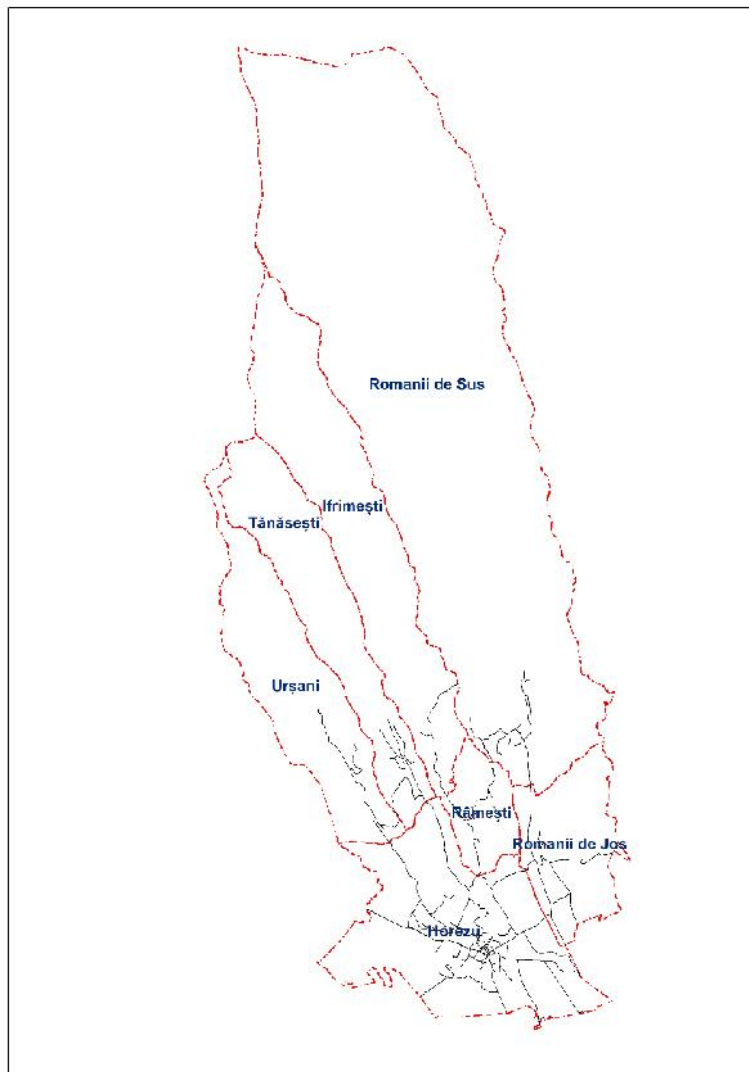 Romanii de Sus
Ifrimești
Tănăsești
Urșani
Râmești
Romanii de Jos
Horezu